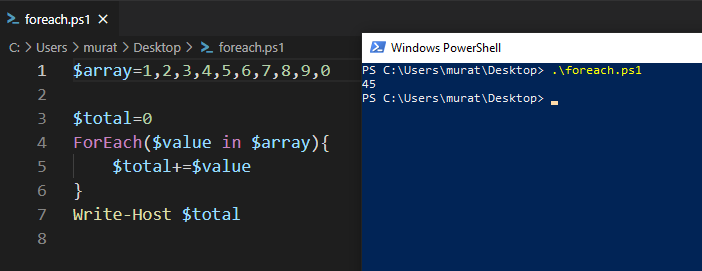 foreach.ps1
C: > Users > murat > Desktop > foreach.ps1
1 $array=1,2,3,4,5,6,7,8,9,0
2
3 $total=0
4 ForEach($value in $array){
5 $total+=$value
6 }
7 Write-Host $total
8
Windows PowerShell
PS C:\Users\murat\Desktop> .\foreach.ps1
45
PS C:\Users\murat\Desktop>